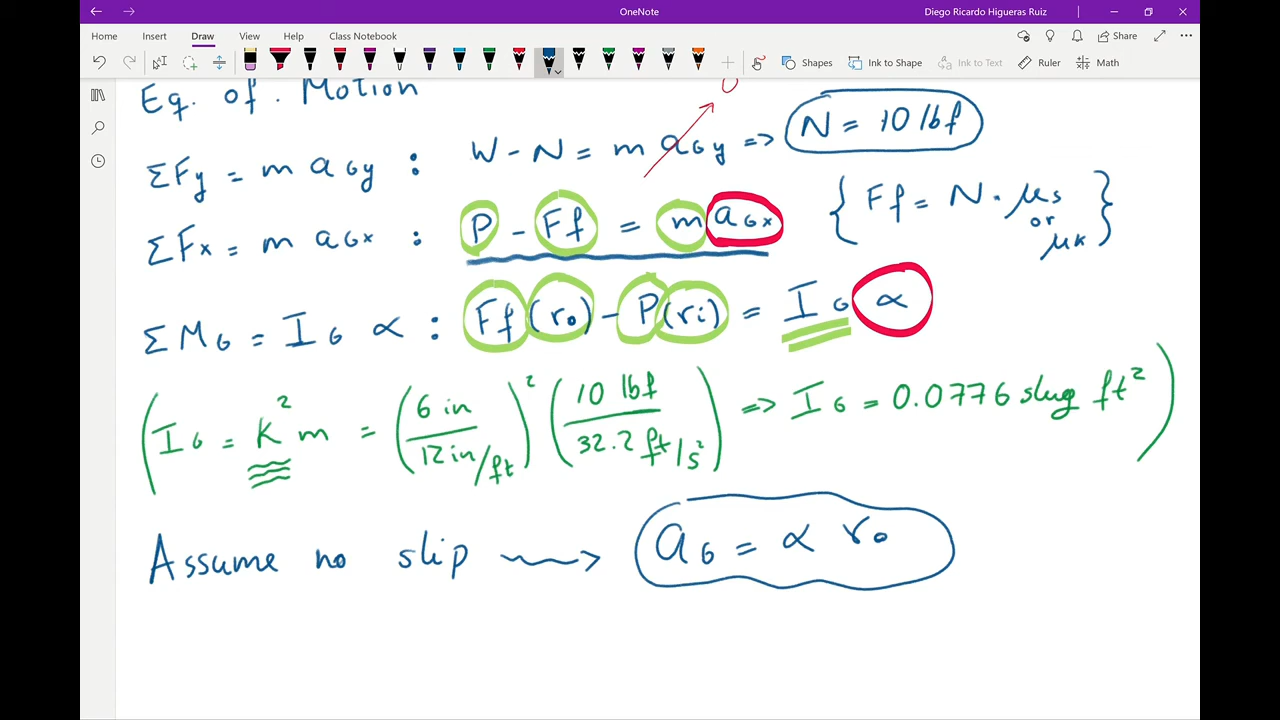 OneNote
Diego Ricardo Higueras Ruiz
Home Insert Draw View Help Class Notebook
Share
Shapes Ink to Shape Ink to Text Ruler Math
Eq. of. Motion
ΣFy = m aGy : W - N = m aGy => N = 10 lbf
0
ΣFx = m aGx : P - Ff = m aGx { Ff = N · μs or μk }
ΣMG = IG α : Ff (ro) - P(ri) = IG α
( IG = K² m = (6 in / 12 in/ft)² (10 lbf / 32.2 ft/s²) => IG = 0.0776 slug ft² )
Assume no slip → aG = α ro